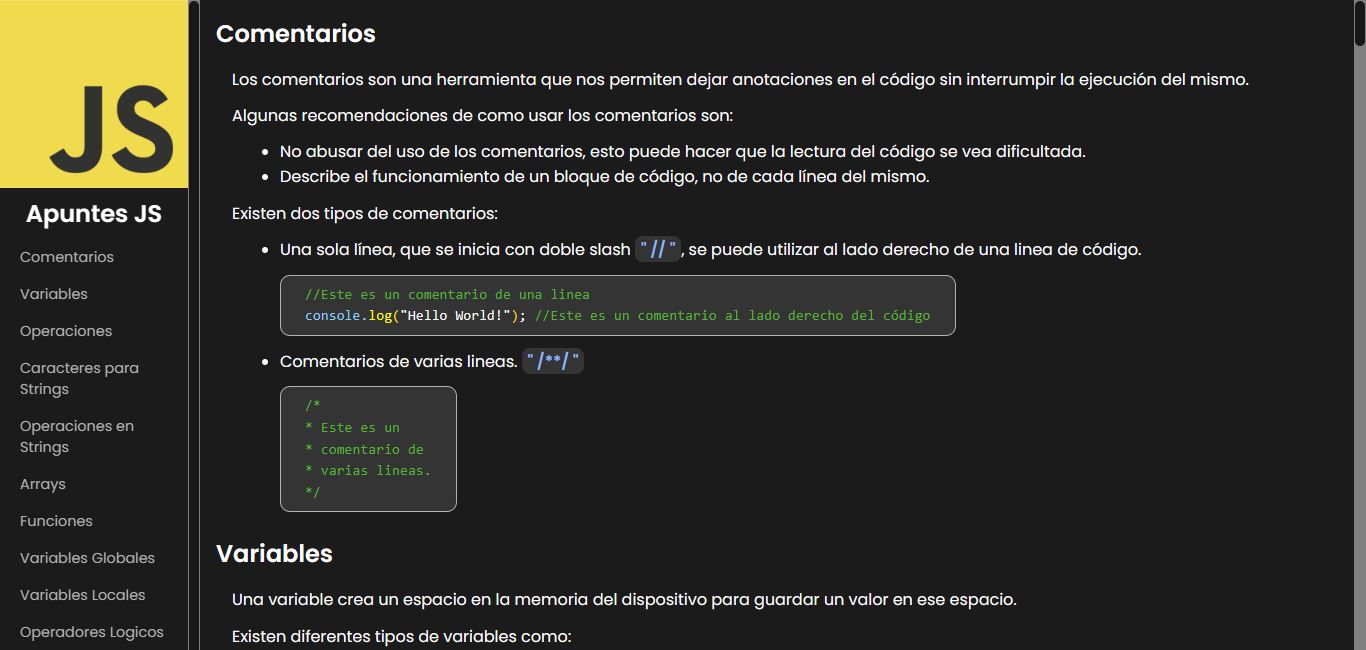 JS
Apuntes JS
Comentarios
Variables
Operaciones
Caracteres para
Strings
Operaciones en
Strings
Arrays
Funciones
Variables Globales
Variables Locales
Operadores Logicos
Comentarios
Los comentarios son una herramienta que nos permiten dejar anotaciones en el código sin interrumpir la ejecución del mismo.
Algunas recomendaciones de como usar los comentarios son:
No abusar del uso de los comentarios, esto puede hacer que la lectura del código se vea dificultada.
Describe el funcionamiento de un bloque de código, no de cada línea del mismo.
Existen dos tipos de comentarios:
Una sola línea, que se inicia con doble slash "//", se puede utilizar al lado derecho de una linea de código.
//Este es un comentario de una linea
console.log("Hello World!"); //Este es un comentario al lado derecho del código
Comentarios de varias lineas. "/**/"
/*
* Este es un
* comentario de
* varias lineas.
*/
Variables
Una variable crea un espacio en la memoria del dispositivo para guardar un valor en ese espacio.
Existen diferentes tipos de variables como: